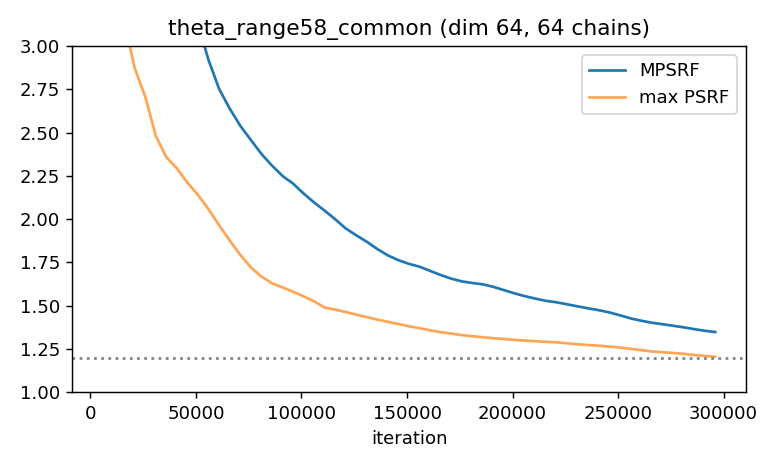 theta_range58_common (dim 64, 64 chains)
3.00
2.75
2.50
2.25
2.00
1.75
1.50
1.25
1.00
MPSRF
max PSRF
0 50000 100000 150000 200000 250000 300000
iteration